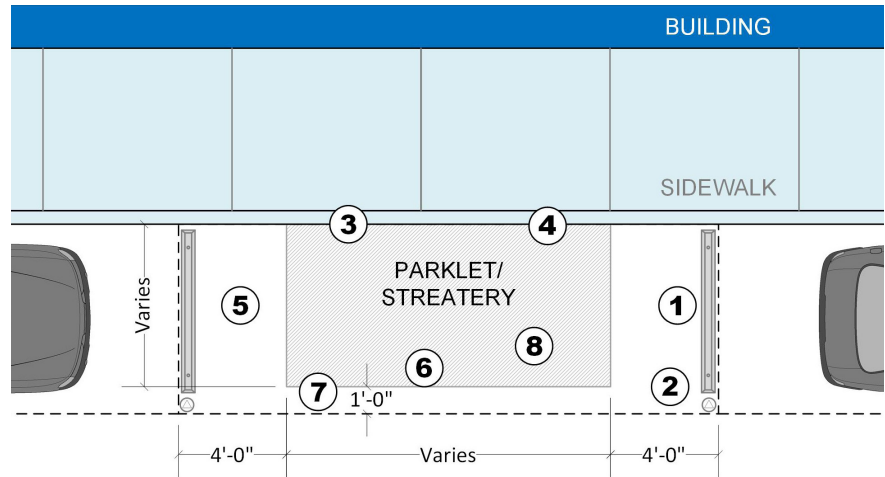 BUILDING
SIDEWALK
3
4
PARKLET/
STREATERY
Varies
5
1
8
6
7
1'-0"
2
4'-0"
Varies
4'-0"